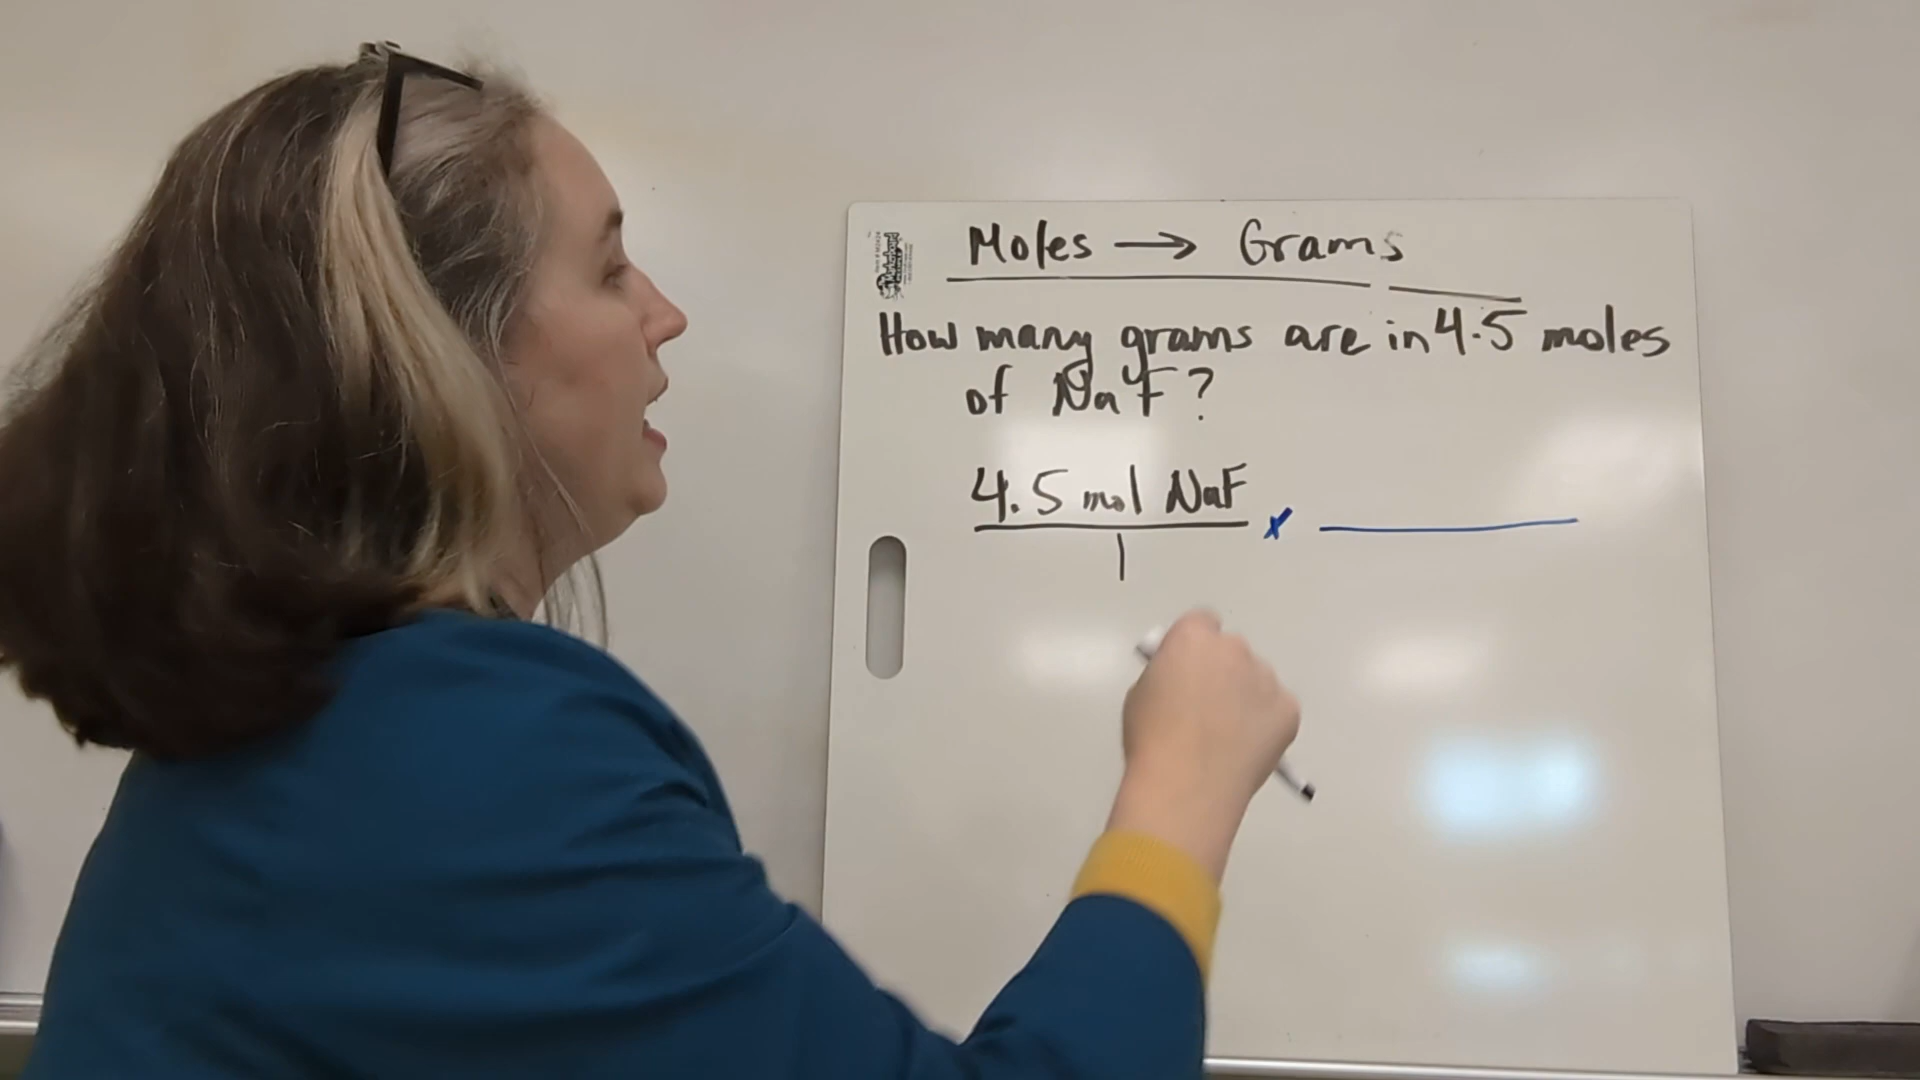 Moles → Grams
How many grams are in 4.5 moles
of NaF?
4.5 mol NaF
x
1